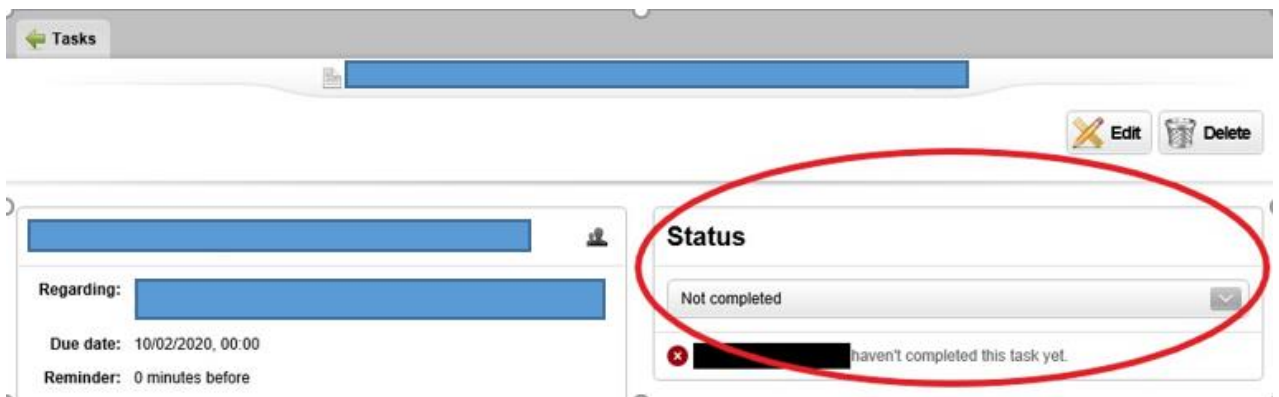 Tasks
Edit Delete
Status
Regarding:
Not completed
Due date: 10/02/2020, 00:00
haven't completed this task yet.
Reminder: 0 minutes before